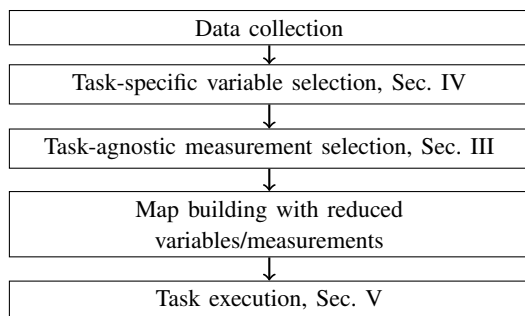 Data collection
Task-specific variable selection, Sec. IV
Task-agnostic measurement selection, Sec. III
Map building with reduced
variables/measurements
Task execution, Sec. V